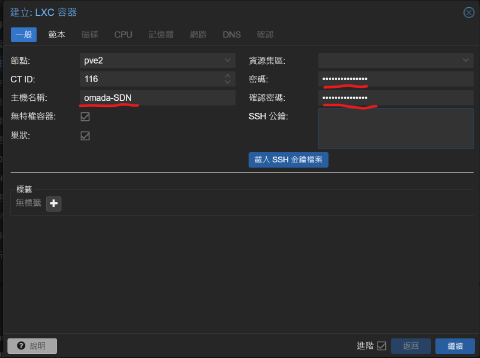 建立: LXC 容器
一般 範本 磁碟 CPU 記憶體 網路 DNS 確認
節點: pve2 資源集區:
CT ID: 116 密碼: ••••••••••••••
主機名稱: omada-SDN 確認密碼: ••••••••••••••
無特權容器: SSH 公鑰:
巢狀:
載入 SSH 金鑰檔案
標籤
無標籤
說明 進階 返回 繼續